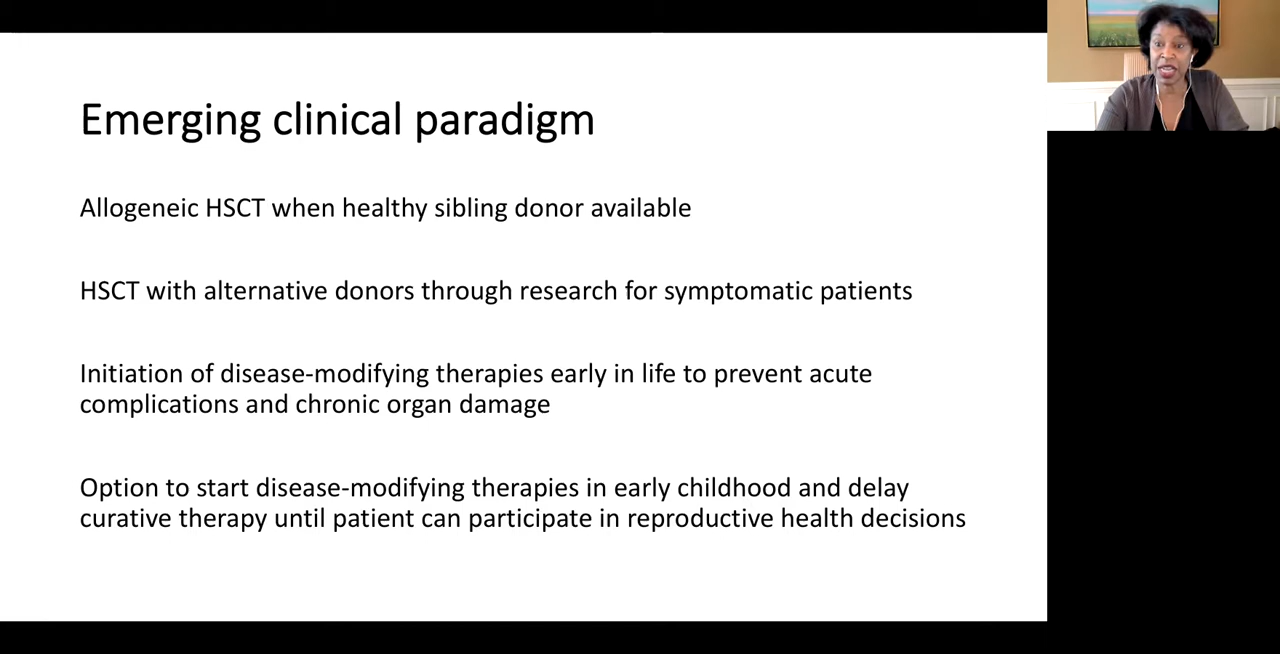 Emerging clinical paradigm
Allogeneic HSCT when healthy sibling donor available
HSCT with alternative donors through research for symptomatic patients
Initiation of disease-modifying therapies early in life to prevent acute
complications and chronic organ damage
Option to start disease-modifying therapies in early childhood and delay
curative therapy until patient can participate in reproductive health decisions